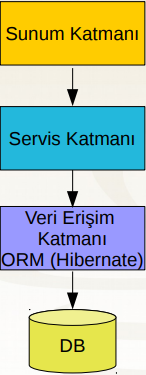 Sunum Katmanı
Servis Katmanı
Veri Erişim
Katmanı
ORM (Hibernate)
DB